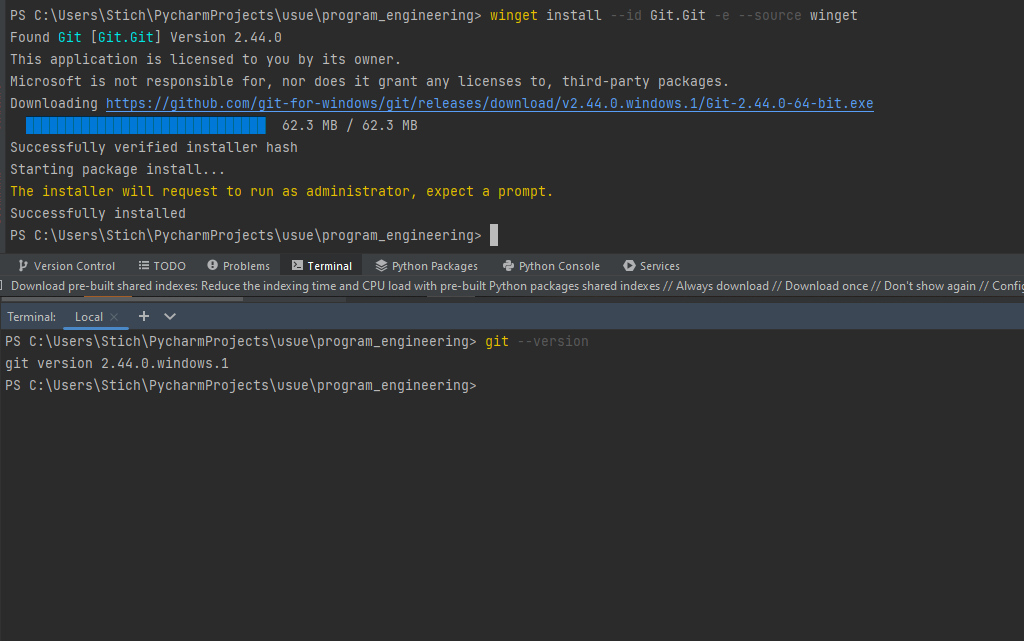 PS C:\Users\Stich\PycharmProjects\usue\program_engineering> winget install --id Git.Git -e --source winget
Found Git [Git.Git] Version 2.44.0
This application is licensed to you by its owner.
Microsoft is not responsible for, nor does it grant any licenses to, third-party packages.
Downloading https://github.com/git-for-windows/git/releases/download/v2.44.0.windows.1/Git-2.44.0-64-bit.exe
62.3 MB / 62.3 MB
Successfully verified installer hash
Starting package install...
The installer will request to run as administrator, expect a prompt.
Successfully installed
PS C:\Users\Stich\PycharmProjects\usue\program_engineering>
Version Control TODO Problems Terminal Python Packages Python Console Services
Download pre-built shared indexes: Reduce the indexing time and CPU load with pre-built Python packages shared indexes // Always download // Download once // Don't show again // Config
Terminal: Local
PS C:\Users\Stich\PycharmProjects\usue\program_engineering> git --version
git version 2.44.0.windows.1
PS C:\Users\Stich\PycharmProjects\usue\program_engineering>